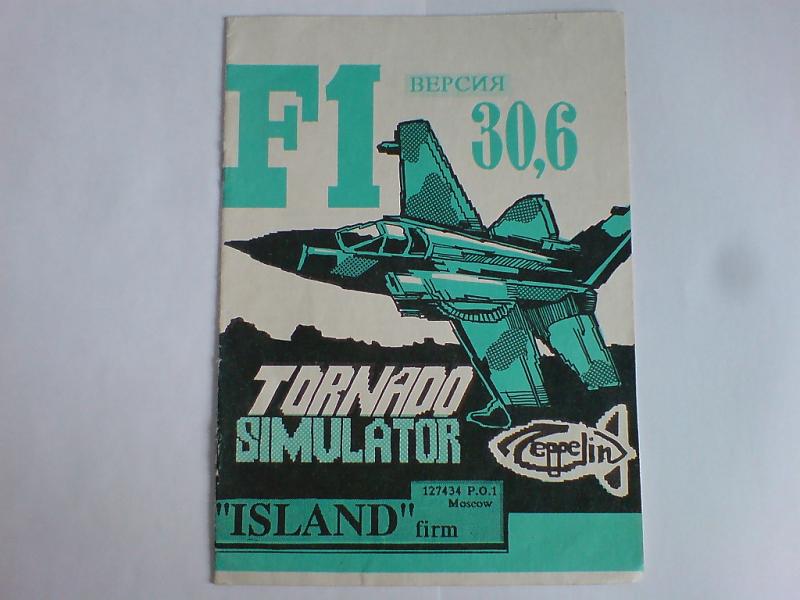 F1
ВЕРСИЯ
30,6
TORNADO
SIMULATOR
Zeppelin
127434 P.O.1
Moscow
"ISLAND" firm